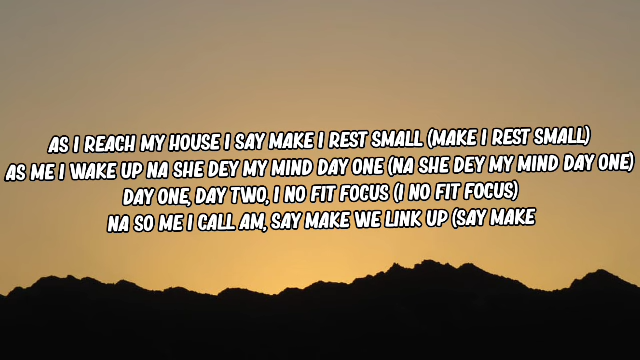 AS I REACH MY HOUSE I SAY MAKE I REST SMALL (MAKE I REST SMALL)
AS ME I WAKE UP NA SHE DEY MY MIND DAY ONE (NA SHE DEY MY MIND DAY ONE)
DAY ONE, DAY TWO, I NO FIT FOCUS (I NO FIT FOCUS)
NA SO ME I CALL AM, SAY MAKE WE LINK UP (SAY MAKE